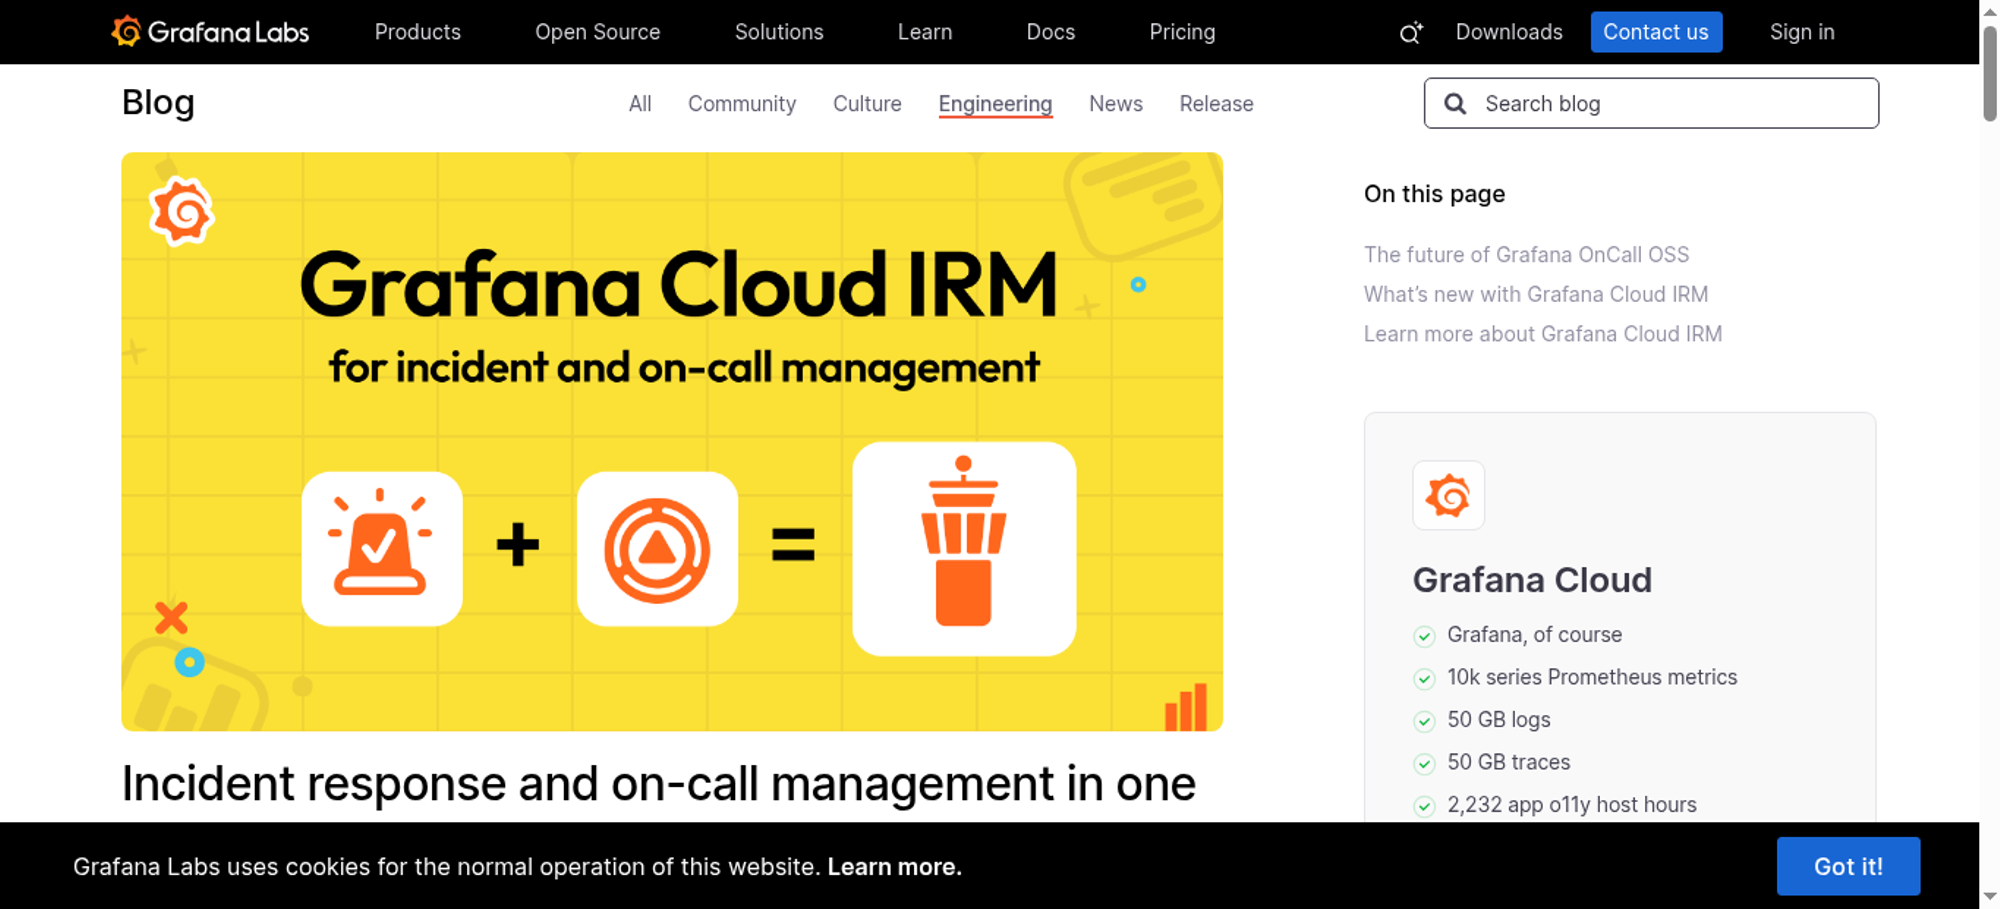 Grafana Labs
Products
Open Source
Solutions
Learn
Docs
Pricing
Downloads
Contact us
Sign in
Blog
All
Community
Culture
Engineering
News
Release
Search blog
Grafana Cloud IRM
for incident and on-call management
+
=
Incident response and on-call management in one
On this page
The future of Grafana OnCall OSS
What's new with Grafana Cloud IRM
Learn more about Grafana Cloud IRM
Grafana Cloud
Grafana, of course
10k series Prometheus metrics
50 GB logs
50 GB traces
2,232 app o11y host hours
Grafana Labs uses cookies for the normal operation of this website. Learn more.
Got it!